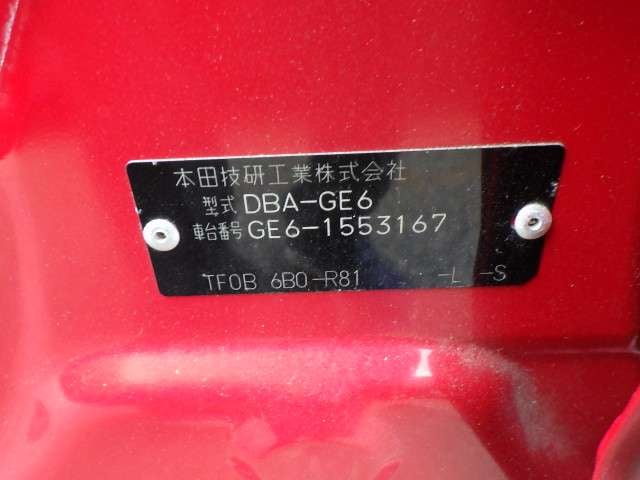 本田技研工業株式会社
型式 DBA-GE6
車台番号 GE6-1553167
TF0B 6B0-R81 -L -S